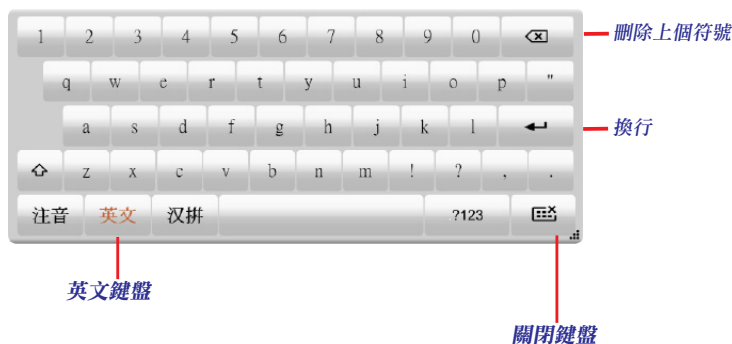 1 2 3 4 5 6 7 8 9 0 刪除上個符號
q w e r t y u i o p "
a s d f g h j k l 換行
z x c v b n m ! ? , .
注音 英文 汉拼 ?123
英文鍵盤
關閉鍵盤